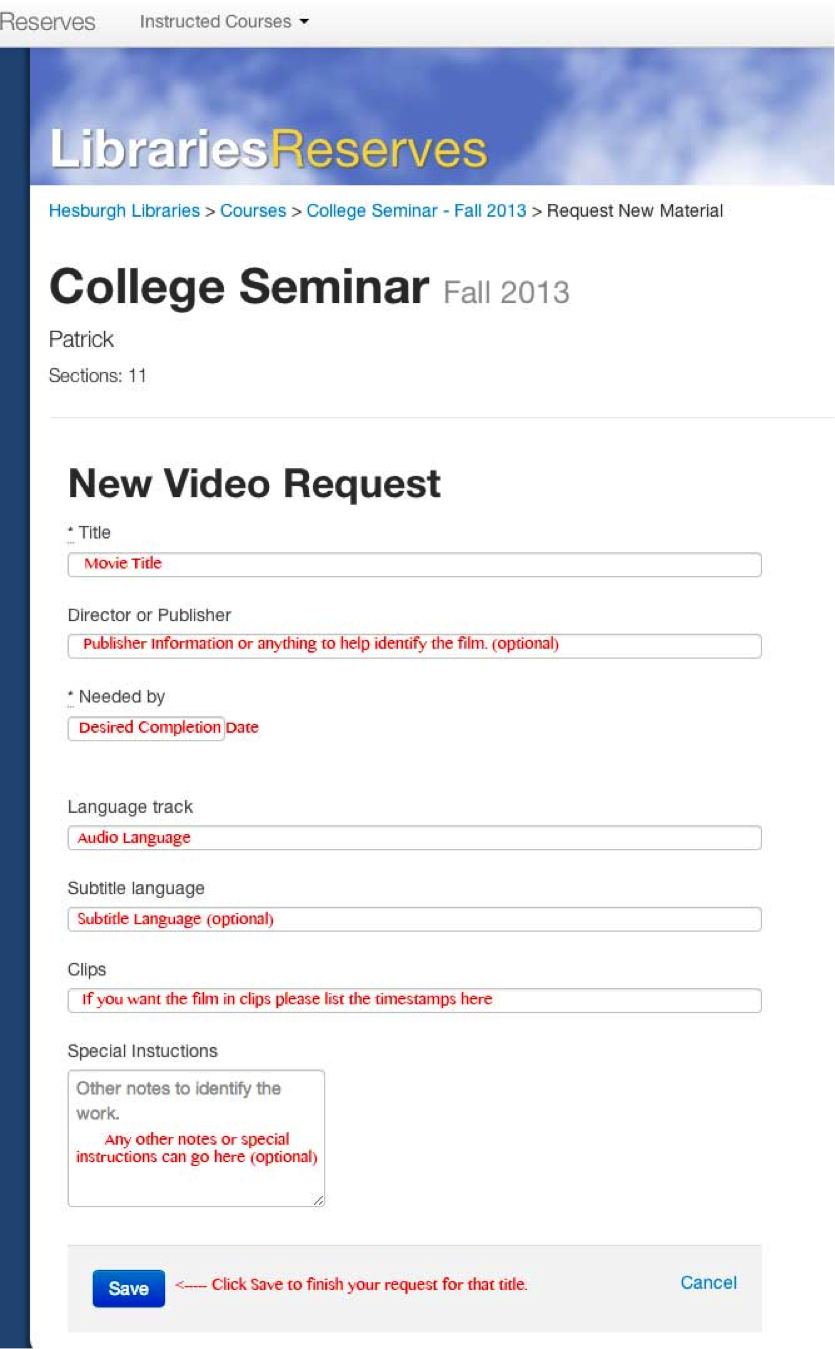 Reserves Instructed Courses
LibrariesReserves
Hesburgh Libraries > Courses > College Seminar - Fall 2013 > Request New Material
College Seminar Fall 2013
Patrick
Sections: 11
New Video Request
* Title
Movie Title
Director or Publisher
Publisher Information or anything to help identify the film. (optional)
* Needed by
Desired Completion Date
Language track
Audio Language
Subtitle language
Subtitle Language (optional)
Clips
If you want the film in clips please list the timestamps here
Special Instuctions
Other notes to identify the
work.
Any other notes or special
instructions can go here (optional)
Save <----- Click Save to finish your request for that title. Cancel